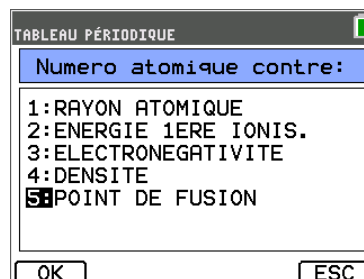 TABLEAU PÉRIODIQUE
Numero atomique contre:
1:RAYON ATOMIQUE
2:ENERGIE 1ERE IONIS.
3:ELECTRONEGATIVITE
4:DENSITE
5:POINT DE FUSION
OK ESC